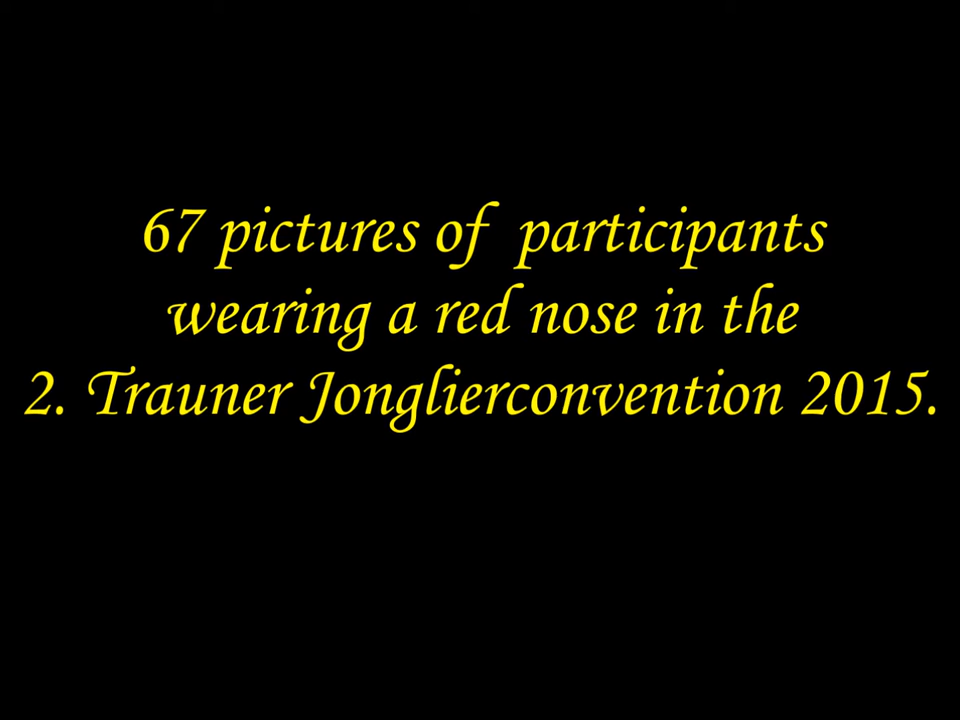 67 pictures of participants
wearing a red nose in the
2. Trauner Jonglierconvention 2015.